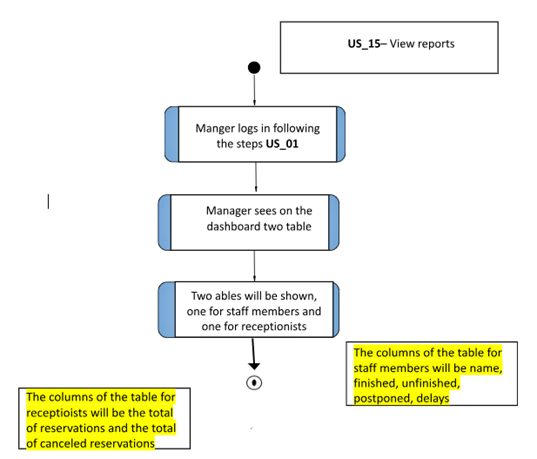 US_15– View reports
Manger logs in following
the steps US_01
Manager sees on the
dashboard two table
Two ables will be shown,
one for staff members and
one for receptionists
The columns of the table for
staff members will be name,
finished, unfinished,
postponed, delays
The columns of the table for
receptioists will be the total
of reservations and the total
of canceled reservations